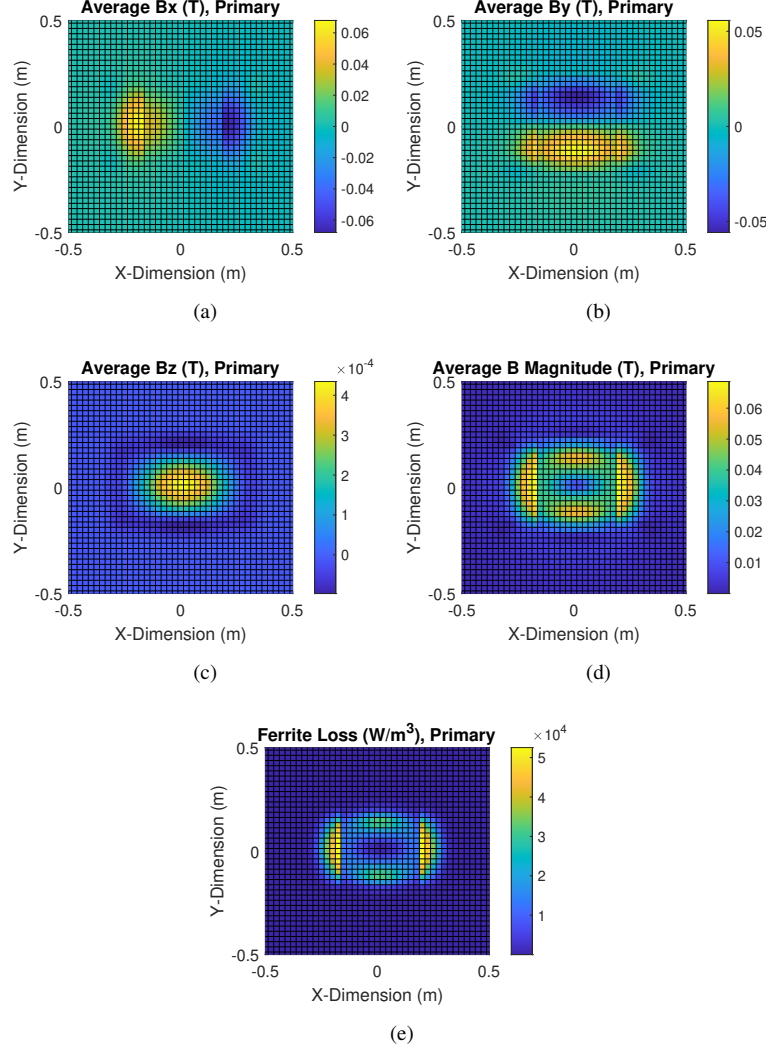 Average Bx (T), Primary
0.5
0
-0.5
Y-Dimension (m)
-0.5
0
0.5
X-Dimension (m)
0.06
0.04
0.02
0
-0.02
-0.04
-0.06
(a)
Average By (T), Primary
0.5
0
-0.5
Y-Dimension (m)
-0.5
0
0.5
X-Dimension (m)
0.05
0
-0.05
(b)
Average Bz (T), Primary
×10-4
0.5
0
-0.5
Y-Dimension (m)
-0.5
0
0.5
X-Dimension (m)
4
3
2
1
0
(c)
Average B Magnitude (T), Primary
0.5
0
-0.5
Y-Dimension (m)
-0.5
0
0.5
X-Dimension (m)
0.06
0.05
0.04
0.03
0.02
0.01
(d)
Ferrite Loss (W/m3), Primary
×104
0.5
0
-0.5
Y-Dimension (m)
-0.5
0
0.5
X-Dimension (m)
5
4
3
2
1
(e)